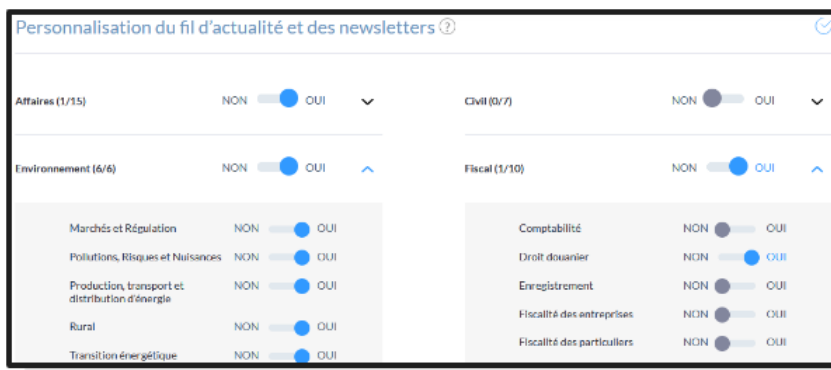 Personnalisation du fil d'actualité et des newsletters ?
Affaires (1/15) NON OUI
Civil (0/7) NON OUI
Environnement (6/6) NON OUI
Fiscal (1/10) NON OUI
Marchés et Régulation NON OUI
Pollutions, Risques et Nuisances NON OUI
Production, transport et
distribution d'énergie NON OUI
Rural NON OUI
Transition énergétique NON OUI
Comptabilité NON OUI
Droit douanier NON OUI
Enregistrement NON OUI
Fiscalité des entreprises NON OUI
Fiscalité des particuliers NON OUI